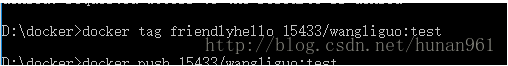 D:\docker>docker tag friendlyhello 15433/wangliguo:test
http://blog.csdn.net/hunan961
D:\docker>docker push 15433/wangliguo:test